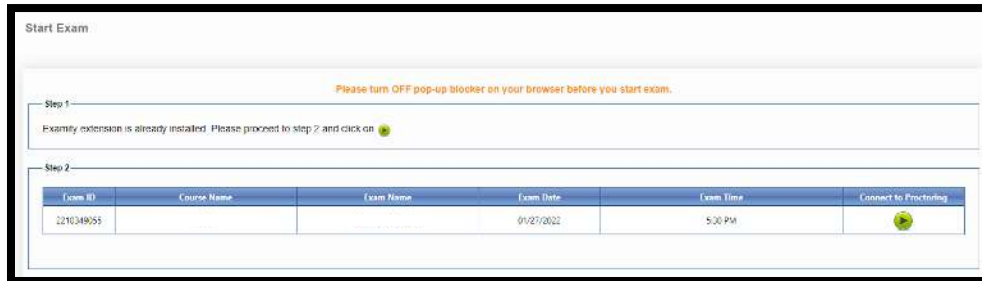 Start Exam
Please turn OFF pop-up blocker on your browser before you start exam.
Step 1
Examity extension is already installed. Please proceed to step 2 and click on
Step 2
Exam ID Course Name Exam Name Exam Date Exam Time Connect to Proctoring
2210349055 01/27/2022 5:30 PM